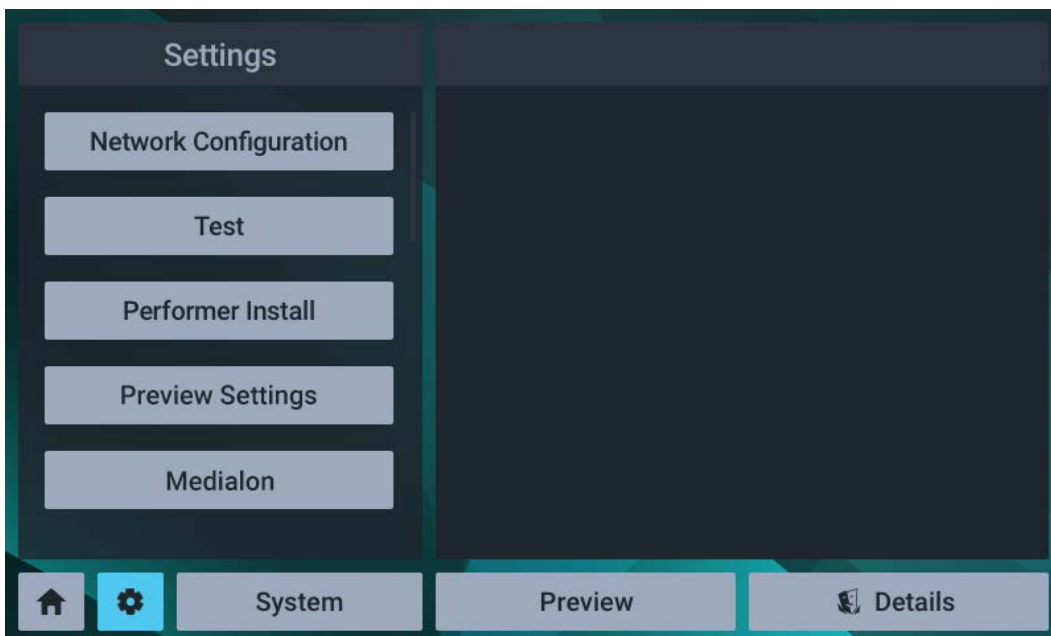 Settings
Network Configuration
Test
Performer Install
Preview Settings
Medialon
System
Preview
Details